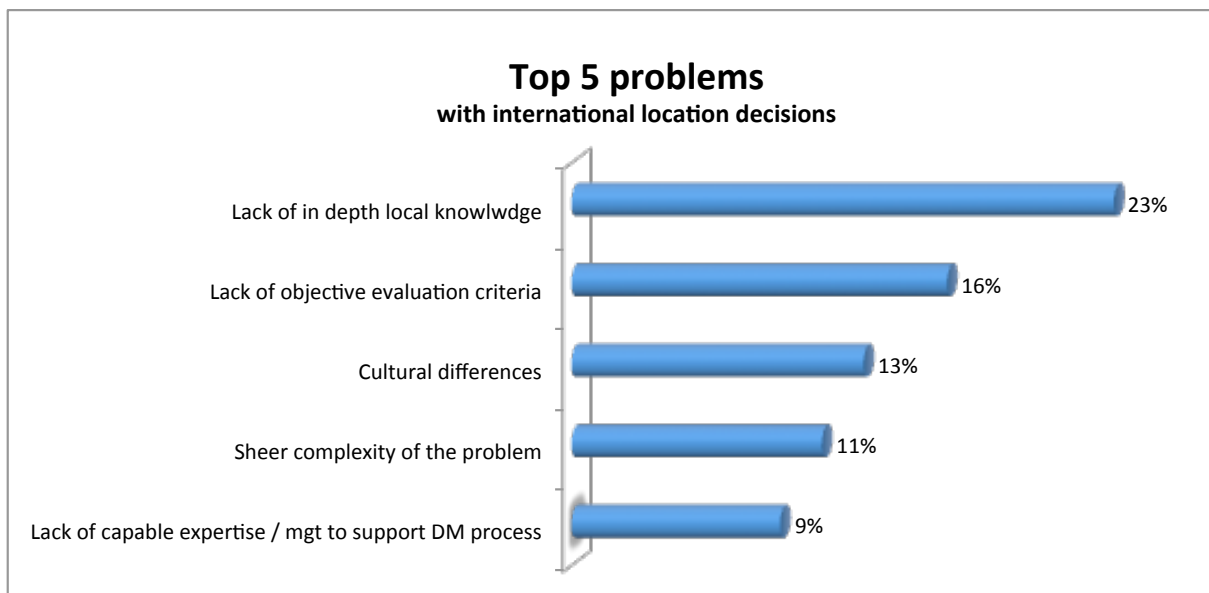 Top 5 problems
with international location decisions
Lack of in depth local knowlwdge
23%
Lack of objective evaluation criteria
16%
Cultural differences
13%
Sheer complexity of the problem
11%
Lack of capable expertise / mgt to support DM process
9%